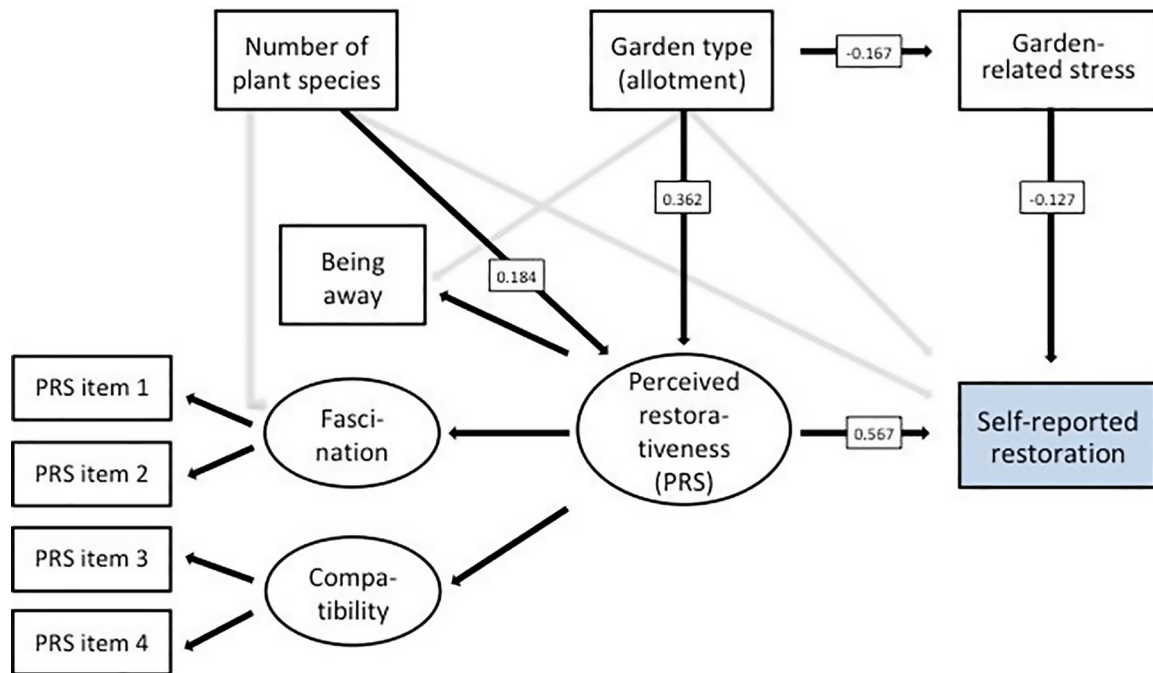 Number of
plant species
Garden type
(allotment)
-0.167
Garden-
related stress
0.362
-0.127
Being
away
0.184
PRS item 1
PRS item 2
Fasci-
nation
Perceived
restora-
tiveness
(PRS)
0.567
Self-reported
restoration
PRS item 3
PRS item 4
Compa-
tibility